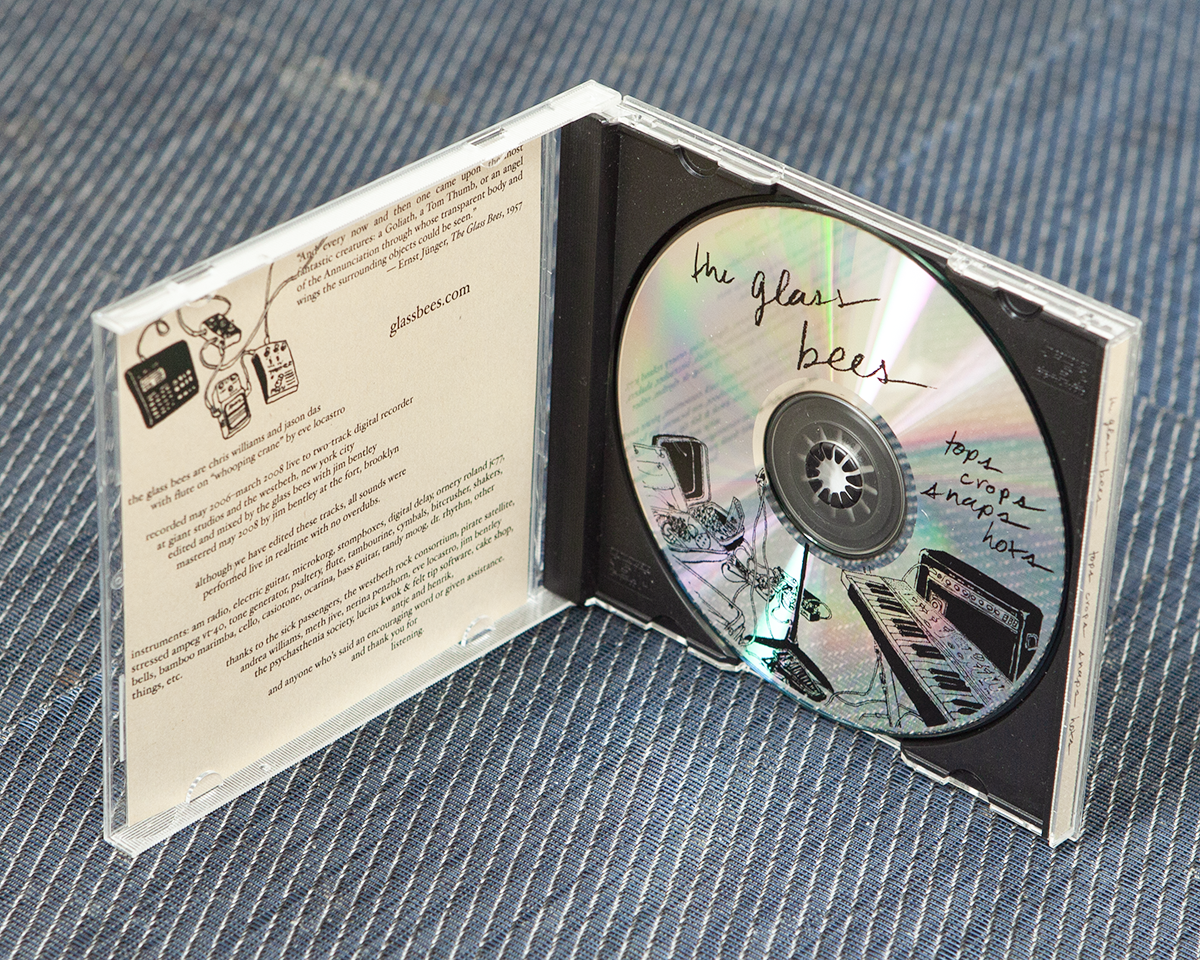 "And every now and then one came upon the most
fantastic creatures: a Goliath, a Tom Thumb, or an angel
of the Annunciation through whose transparent body and
wings the surrounding objects could be seen."
— Ernst Jünger, The Glass Bees, 1957
glassbees.com
the glass bees are chris williams and jason das
with flute on "whooping crane" by eve locastro
recorded may 2006–march 2008 live to two-track digital recorder
at giant studios and the westbeth, new york city
edited and mixed by the glass bees with jim bentley
mastered may 2008 by jim bentley at the fort, brooklyn
although we have edited these tracks, all sounds were
performed live in realtime with no overdubs.
instruments: am radio, electric guitar, microkorg, stompboxes, digital delay, ornery roland jc77,
stressed ampeg vt-40, tone generator, psaltery, flute, tambourine, cymbals, bitcrusher, shakers,
bells, bamboo marimba, cello, casiotone, ocarina, bass guitar, tandy moog, dr. rhythm, other
things, etc.
thanks to the sick passengers, the westbeth rock consortium, pirate satellite,
andrea williams, meth jive, nerina penzhorn, eve locastro, jim bentley
the psychasthenia society, lucius kwok & felt tip software, cake shop,
antje and henrik,
and anyone who's said an encouraging word or given assistance.
and thank you for
listening.
the glass
bees
tops
crops
snaps
hots
the glass bees tops crops snaps hots